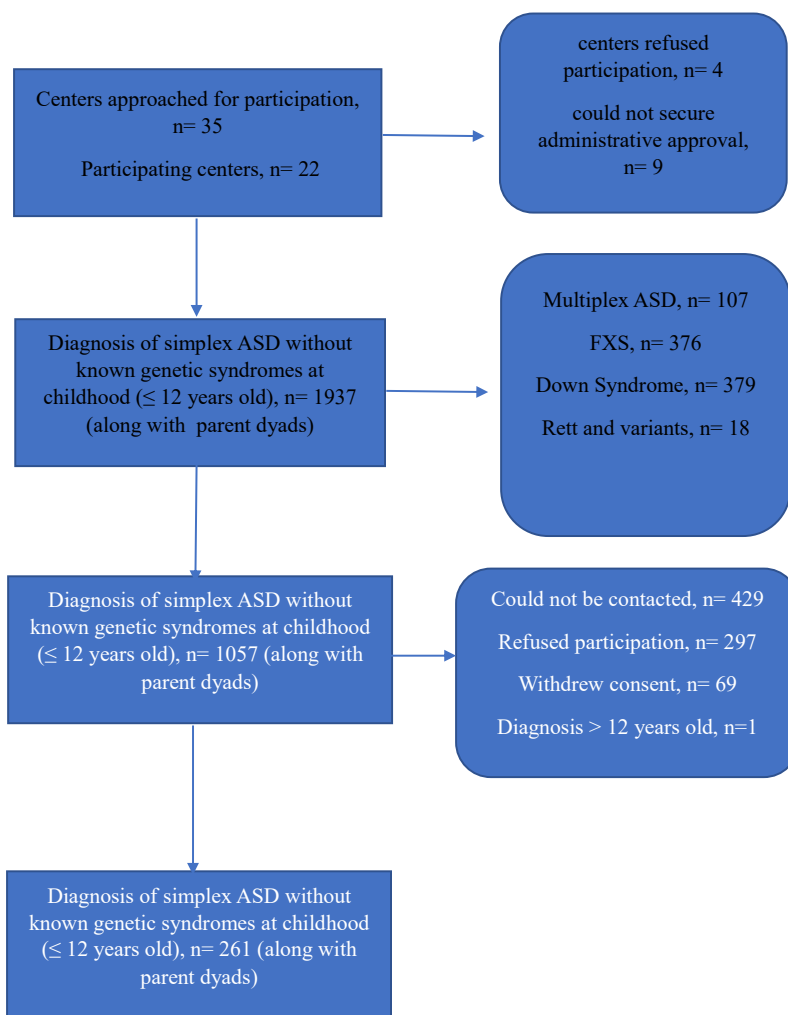 Centers approached for participation,
n= 35
Participating centers, n= 22
centers refused
participation, n= 4
could not secure
administrative approval,
n= 9
Diagnosis of simplex ASD without
known genetic syndromes at
childhood (≤ 12 years old), n= 1937
(along with parent dyads)
Multiplex ASD, n= 107
FXS, n= 376
Down Syndrome, n= 379
Rett and variants, n= 18
Diagnosis of simplex ASD without
known genetic syndromes at childhood
(≤ 12 years old), n= 1057 (along with
parent dyads)
Could not be contacted, n= 429
Refused participation, n= 297
Withdrew consent, n= 69
Diagnosis > 12 years old, n=1
Diagnosis of simplex ASD without
known genetic syndromes at childhood
(≤ 12 years old), n= 261 (along with
parent dyads)